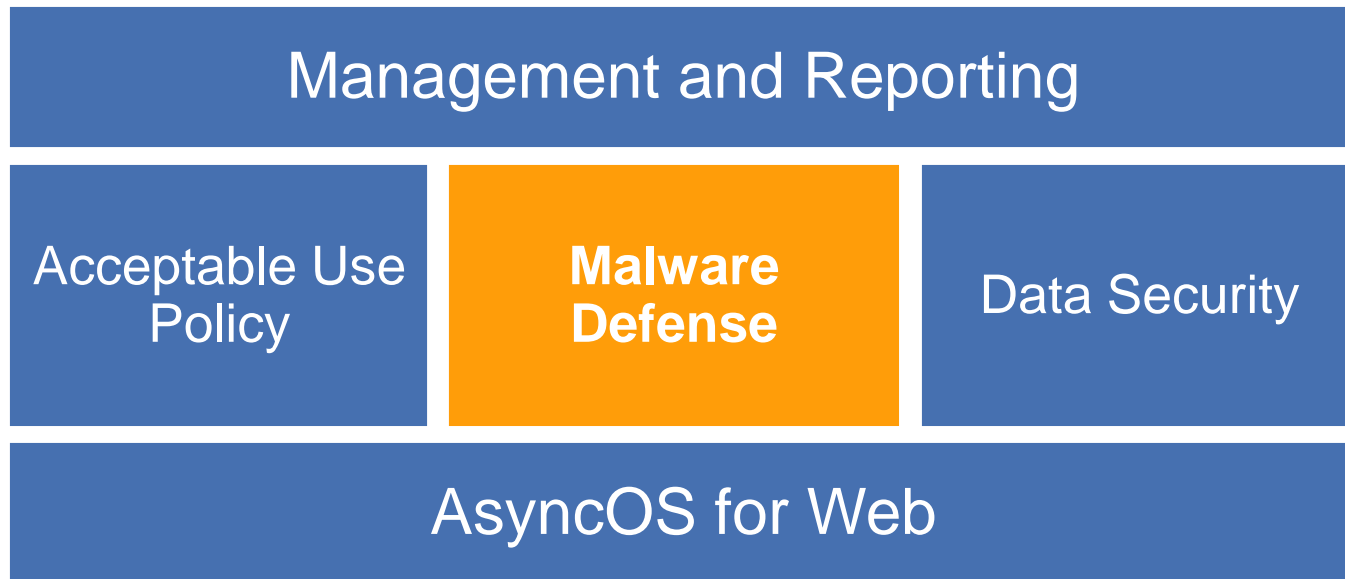 Management and Reporting
Acceptable Use
Policy
Malware
Defense
Data Security
AsyncOS for Web